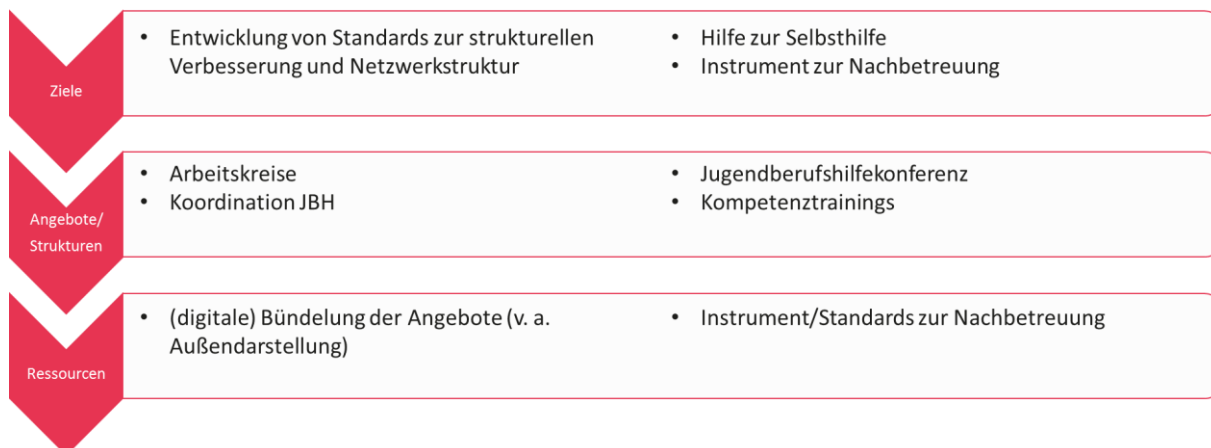 Ziele
• Entwicklung von Standards zur strukturellen
Verbesserung und Netzwerkstruktur
• Hilfe zur Selbsthilfe
• Instrument zur Nachbetreuung
Angebote/
Strukturen
• Arbeitskreise
• Koordination JBH
• Jugendberufshilfekonferenz
• Kompetenztrainings
Ressourcen
• (digitale) Bündelung der Angebote (v. a.
Außendarstellung)
• Instrument/Standards zur Nachbetreuung